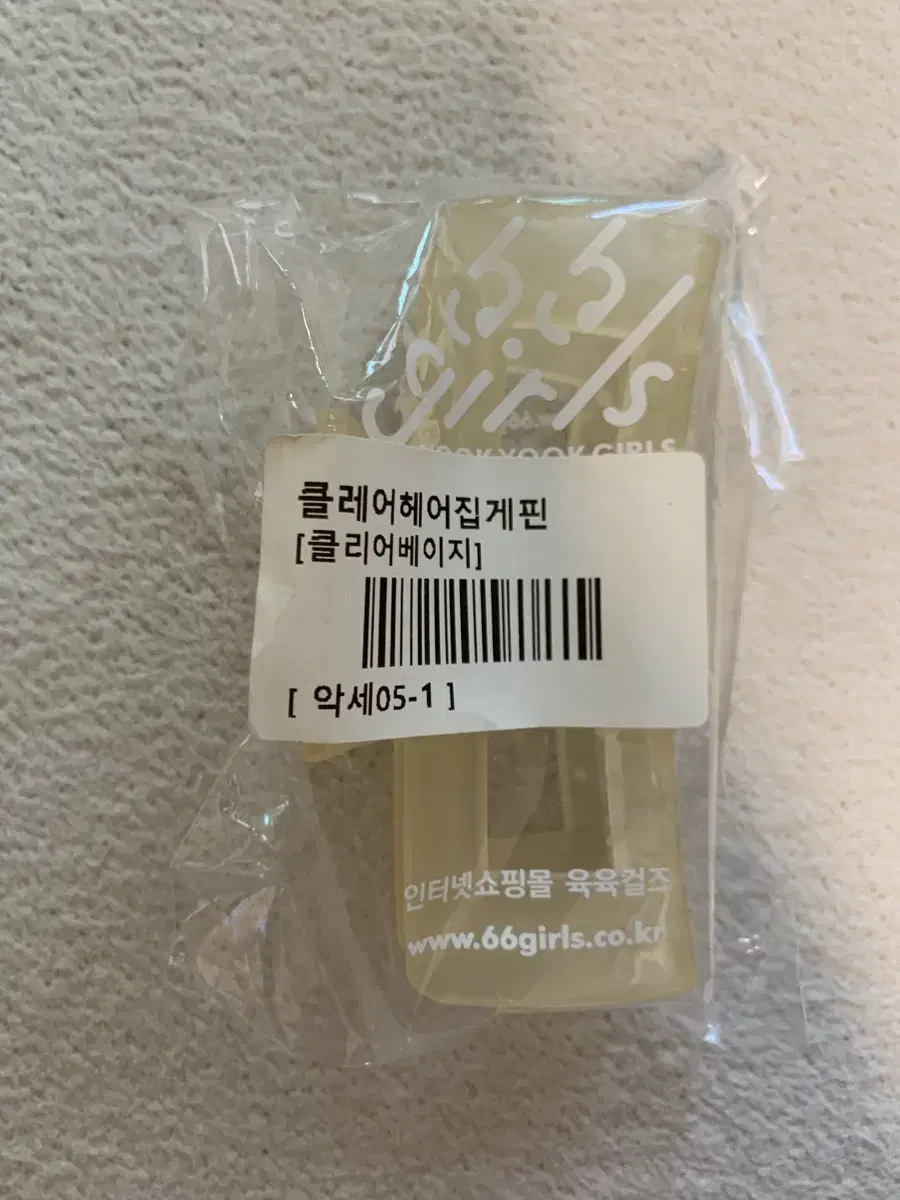 66
girls
YOOK YOOK GIRLS
클레어헤어집게핀
[클리어베이지]
[ 악세05-1 ]
인터넷쇼핑몰 육육걸즈
www.66girls.co.kr